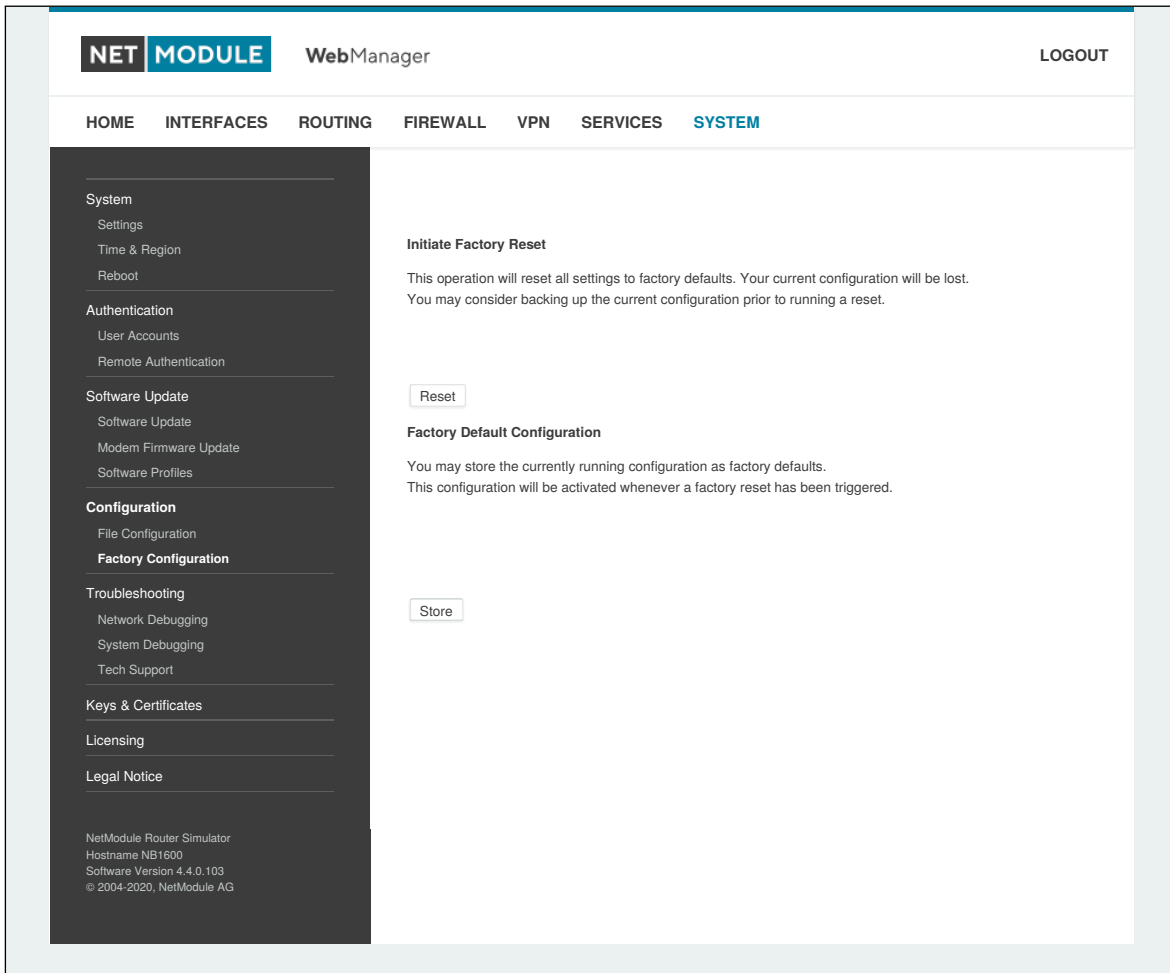 NET MODULE WebManager LOGOUT
HOME INTERFACES ROUTING FIREWALL VPN SERVICES SYSTEM
System
Settings
Time & Region
Reboot
Authentication
User Accounts
Remote Authentication
Software Update
Software Update
Modem Firmware Update
Software Profiles
Configuration
File Configuration
Factory Configuration
Troubleshooting
Network Debugging
System Debugging
Tech Support
Keys & Certificates
Licensing
Legal Notice
NetModule Router Simulator
Hostname NB1600
Software Version 4.4.0.103
© 2004-2020, NetModule AG
Initiate Factory Reset
This operation will reset all settings to factory defaults. Your current configuration will be lost.
You may consider backing up the current configuration prior to running a reset.
Reset
Factory Default Configuration
You may store the currently running configuration as factory defaults.
This configuration will be activated whenever a factory reset has been triggered.
Store